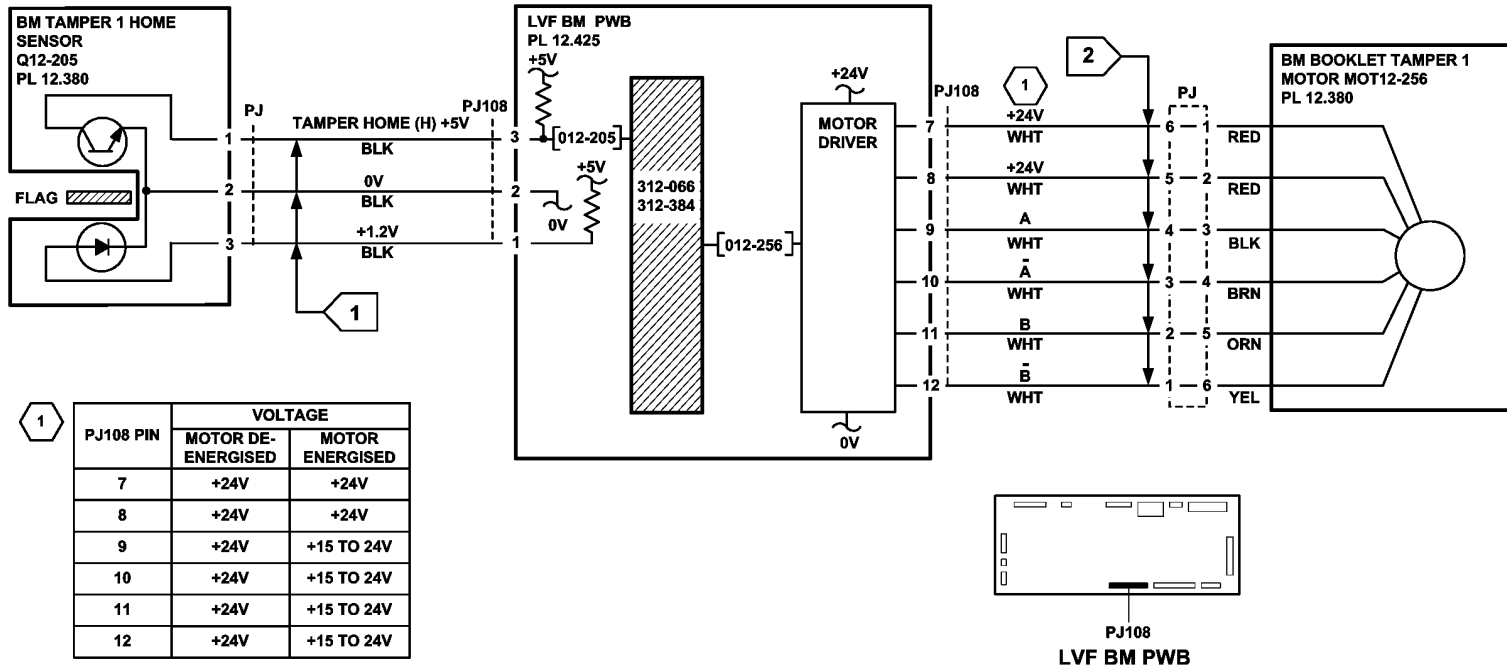 BM TAMPER 1 HOME
SENSOR
Q12-205
PL 12.380
FLAG
PJ
1
2
3
TAMPER HOME (H) +5V
BLK
0V
BLK
+1.2V
BLK
1
PJ108
3
2
1
LVF BM PWB
PL 12.425
+5V
012-205
+5V
0V
312-066
312-384
012-256
+24V
MOTOR
DRIVER
0V
PJ108
7
8
9
10
11
12
1
+24V
WHT
+24V
WHT
A
WHT
A̅
WHT
B
WHT
B̅
WHT
2
PJ
6 1
5 2
4 3
3 4
2 5
1 6
RED
RED
BLK
BRN
ORN
YEL
BM BOOKLET TAMPER 1
MOTOR MOT12-256
PL 12.380
1
PJ108 PIN
VOLTAGE
MOTOR DE-
ENERGISED
MOTOR
ENERGISED
7 +24V +24V
8 +24V +24V
9 +24V +15 TO 24V
10 +24V +15 TO 24V
11 +24V +15 TO 24V
12 +24V +15 TO 24V
PJ108
LVF BM PWB